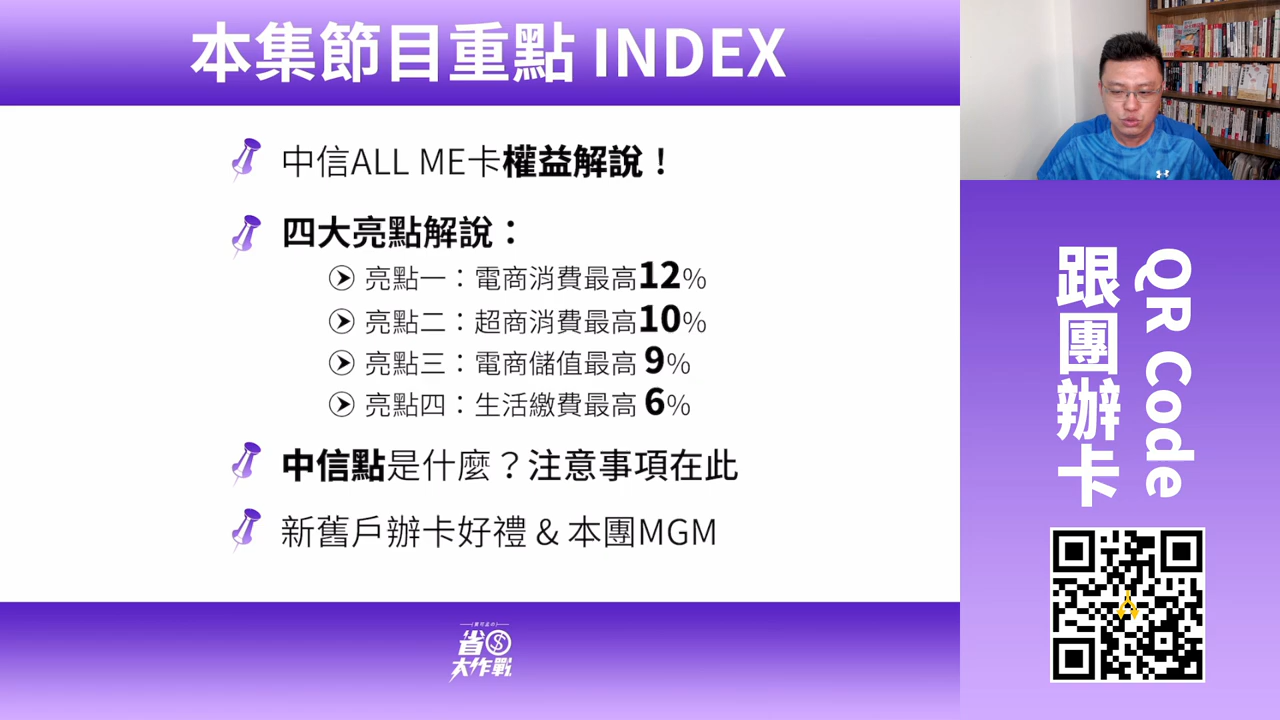 本集節目重點 INDEX
中信ALL ME卡權益解說！
四大亮點解說：
亮點一：電商消費最高12%
亮點二：超商消費最高10%
亮點三：電商儲值最高 9%
亮點四：生活繳費最高 6%
中信點是什麼？注意事項在此
新舊戶辦卡好禮 & 本團MGM
省$
大作戰
QR Code
跟團辦卡